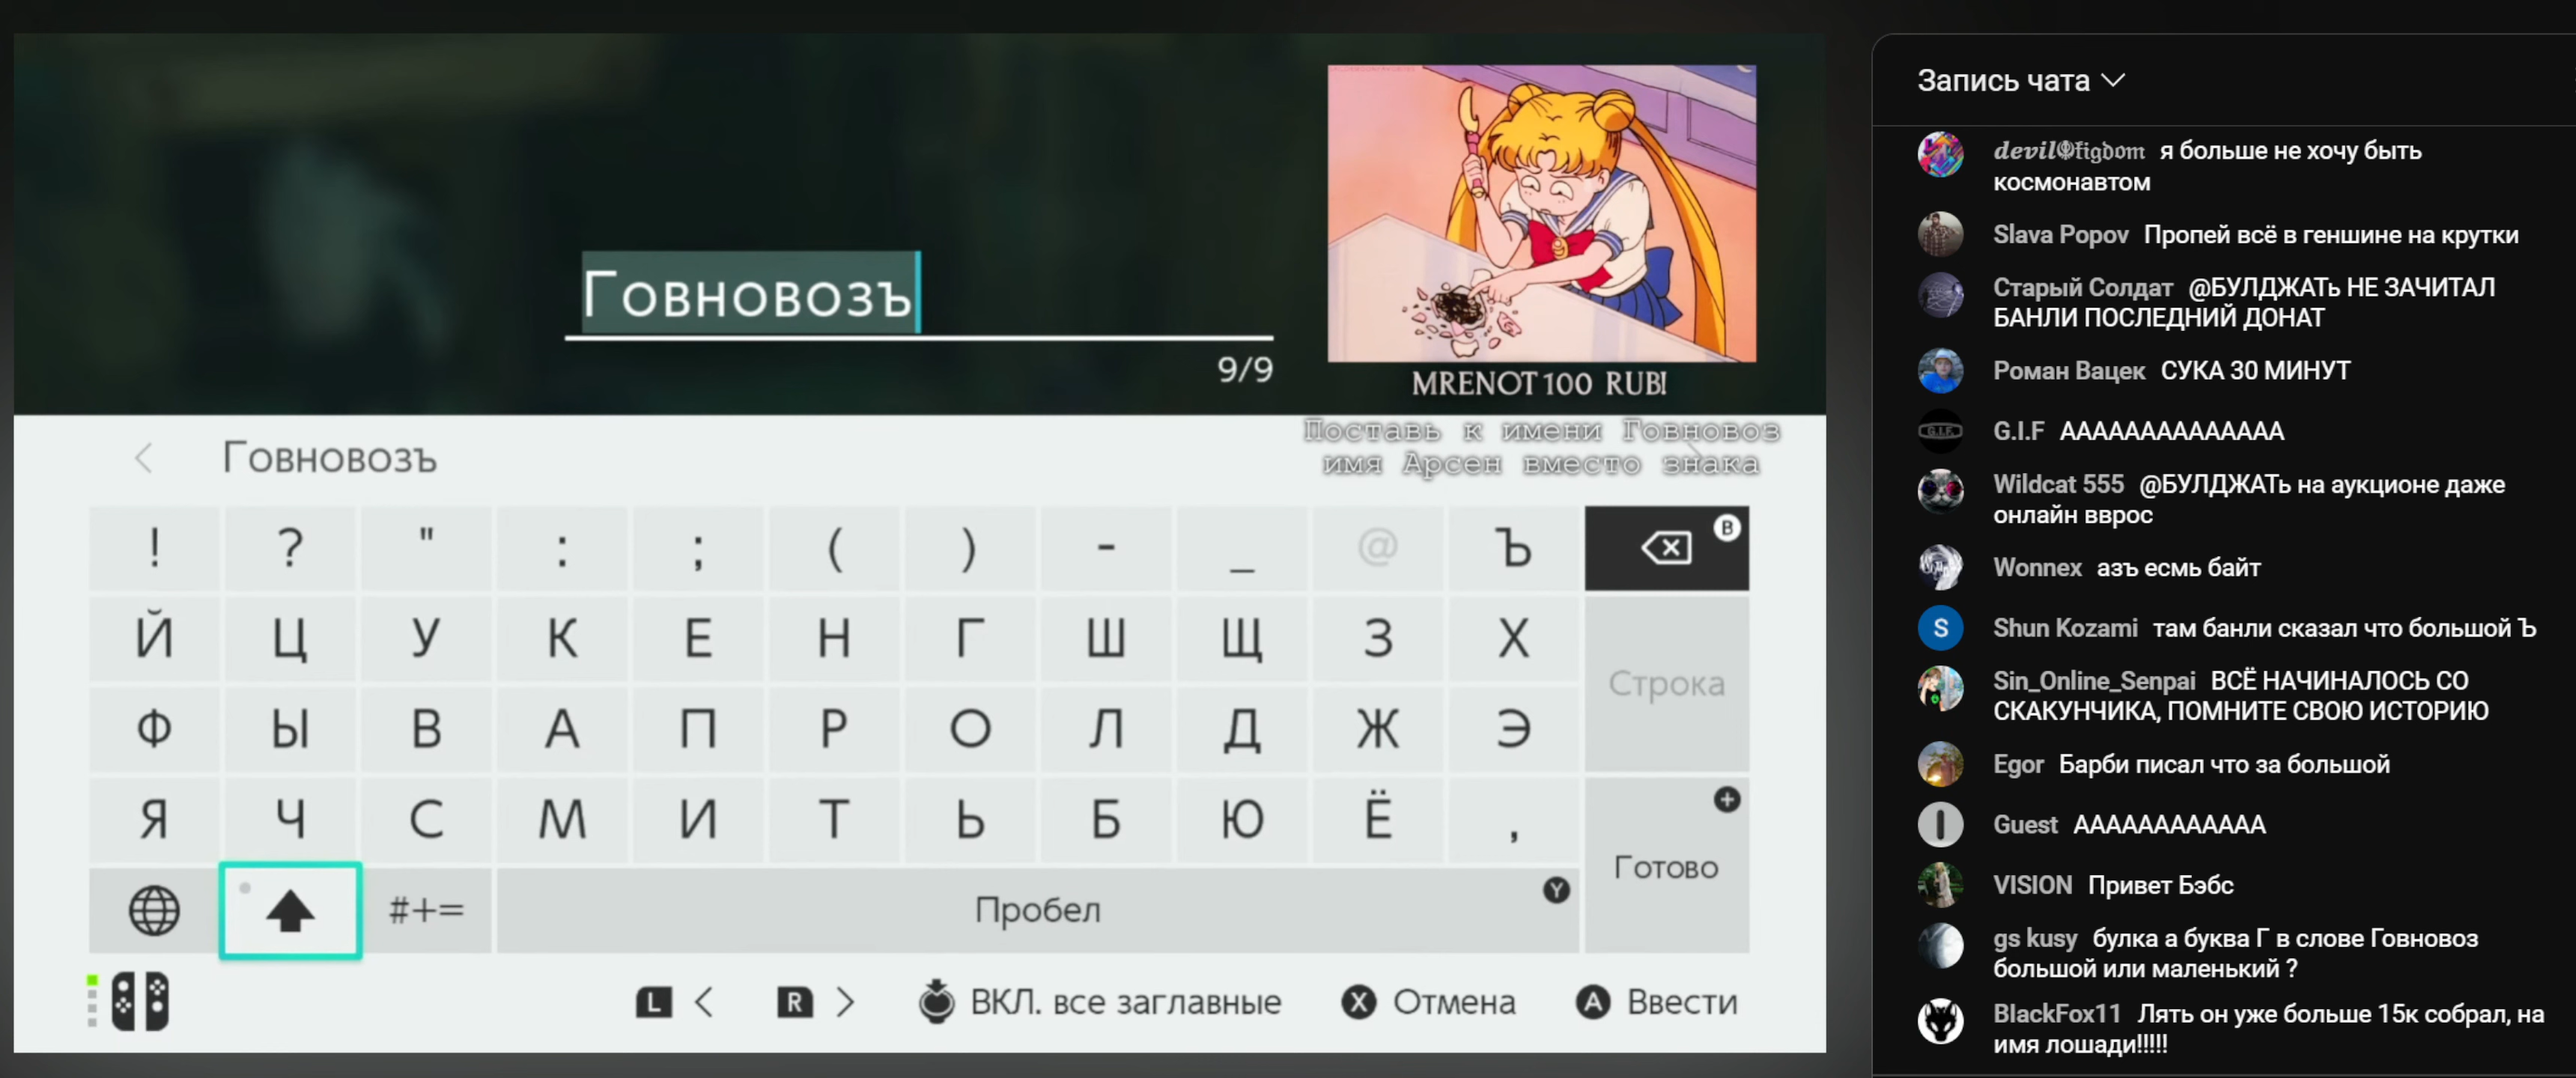 Говновозъ
9/9
MRENOT 100 RUB!
Поставь к имени Говновоз
имя Арсен вместо знака
Говновозъ
! ? " : ; ( ) - _ @ Ъ B
Й Ц У К Е Н Г Ш Щ З Х
Строка
Ф Ы В А П Р О Л Д Ж Э
Я Ч С М И Т Ь Б Ю Ё ,
#+= Пробел Y
+ Готово
L < R > ВКЛ. все заглавные X Отмена A Ввести
Запись чата
devil kigdom я больше не хочу быть
космонавтом
Slava Popov Пропей всё в геншине на крутки
Старый Солдат @БУЛДЖАТь НЕ ЗАЧИТАЛ
БАНЛИ ПОСЛЕДНИЙ ДОНАТ
Роман Вацек СУКА 30 МИНУТ
G.I.F
G.I.F АААААААААААААА
Wildcat 555 @БУЛДЖАТь на аукционе даже
онлайн вврос
Wonnex азъ есмь байт
S
Shun Kozami там банли сказал что большой Ъ
Sin_Online_Senpai ВСЁ НАЧИНАЛОСЬ СО
СКАКУНЧИКА, ПОМНИТЕ СВОЮ ИСТОРИЮ
Egor Барби писал что за большой
Guest АААААААААААА
VISION Привет Бэбс
gs kusy булка а буква Г в слове Говновоз
большой или маленький ?
BlackFox11 Лять он уже больше 15к собрал, на
имя лошади!!!!!